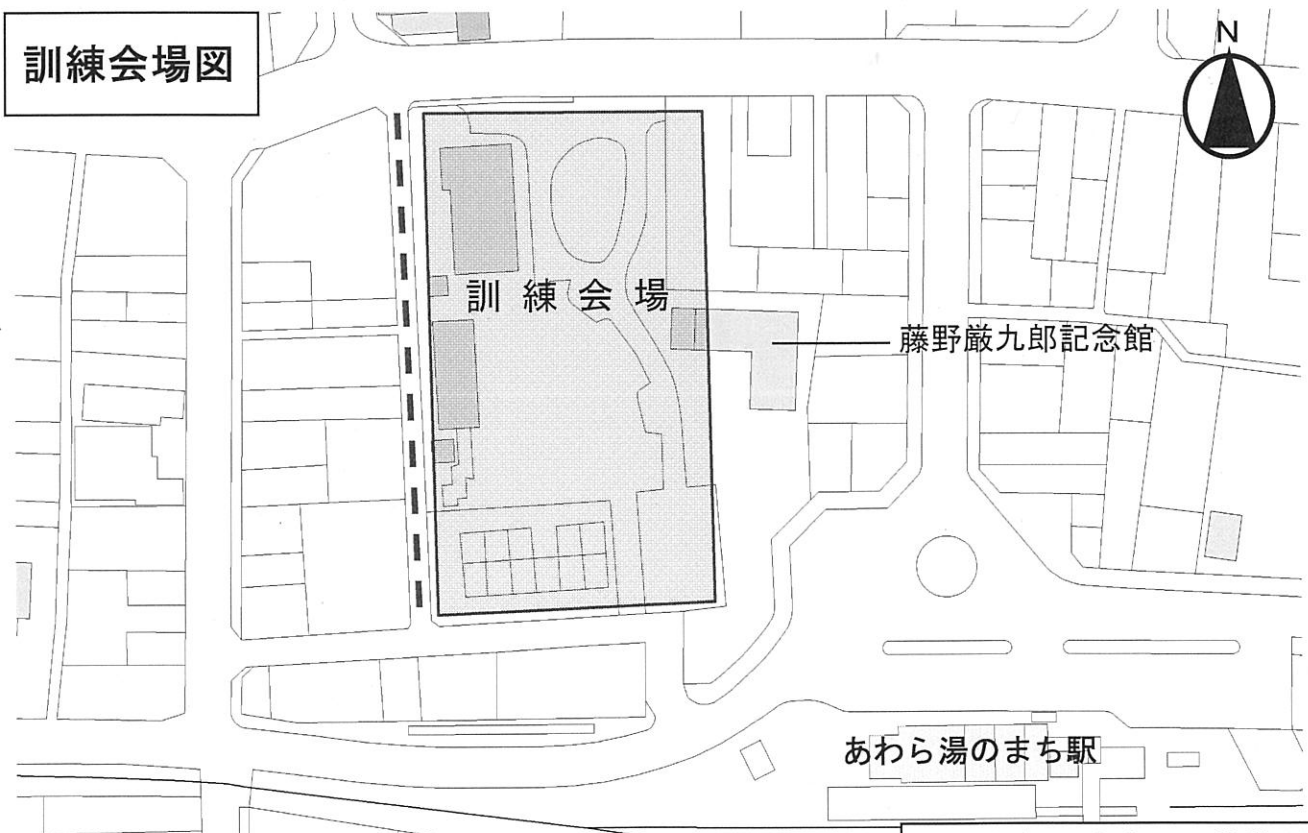 訓練会場図
N
訓練会場
藤野厳九郎記念館
あわら湯のまち駅